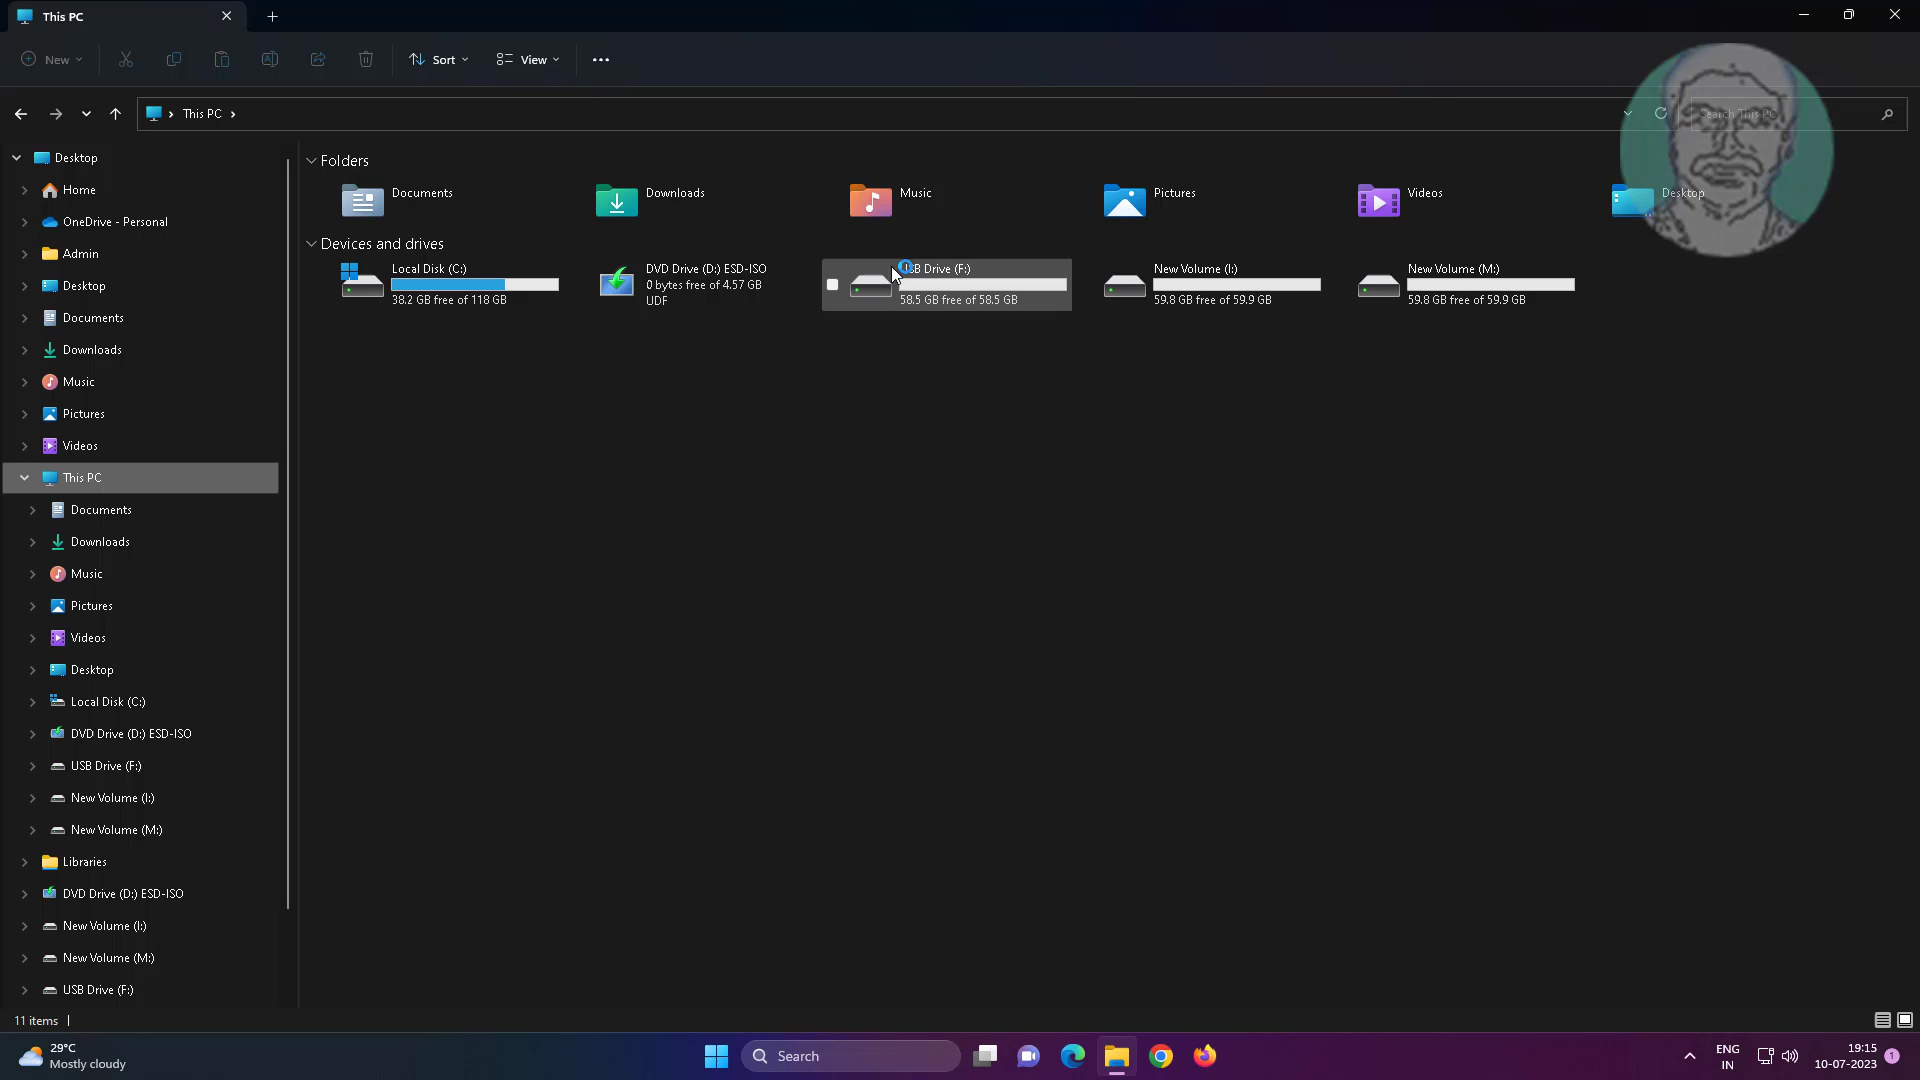 This PC
New
Sort
View
This PC
Search This PC
Desktop
Home
OneDrive - Personal
Admin
Desktop
Documents
Downloads
Music
Pictures
Videos
This PC
Documents
Downloads
Music
Pictures
Videos
Desktop
Local Disk (C:)
DVD Drive (D:) ESD-ISO
USB Drive (F:)
New Volume (I:)
New Volume (M:)
Libraries
DVD Drive (D:) ESD-ISO
New Volume (I:)
New Volume (M:)
USB Drive (F:)
Folders
Documents
Downloads
Music
Pictures
Videos
Desktop
Devices and drives
Local Disk (C:)
38.2 GB free of 118 GB
DVD Drive (D:) ESD-ISO
0 bytes free of 4.57 GB
UDF
USB Drive (F:)
58.5 GB free of 58.5 GB
New Volume (I:)
59.8 GB free of 59.9 GB
New Volume (M:)
59.8 GB free of 59.9 GB
11 items
29°C
Mostly cloudy
Search
ENG
IN
19:15
10-07-2023
1